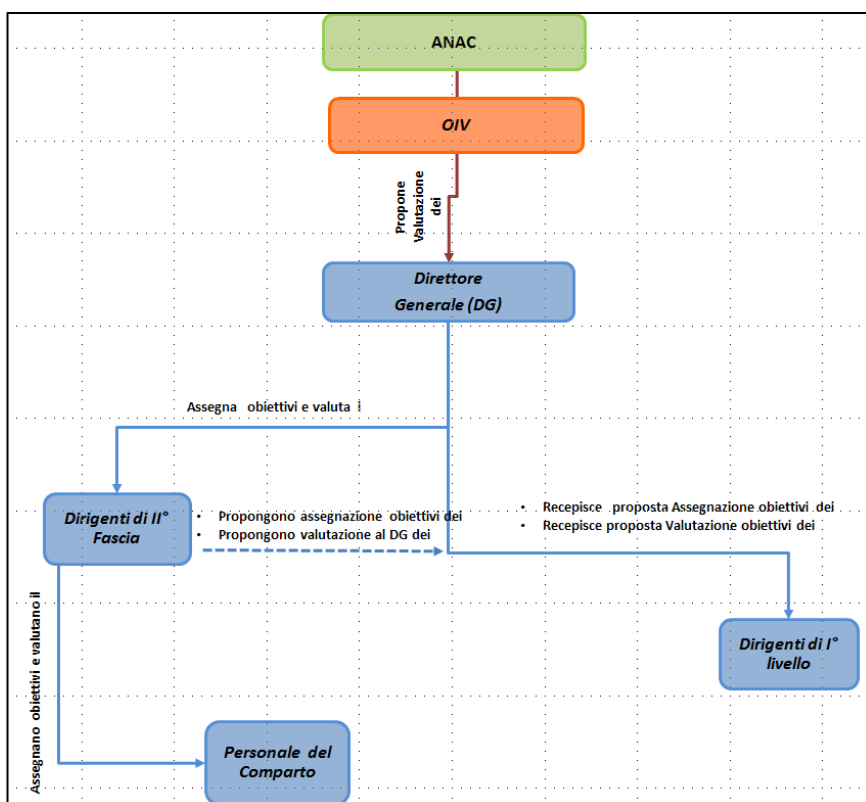 ANAC
OIV
Propone
Valutazione
dei
Direttore
Generale (DG)
Assegna obiettivi e valuta i
Dirigenti di II°
Fascia
• Propongono assegnazione obiettivi dei
• Propongono valutazione al DG dei
• Recepisce proposta Assegnazione obiettivi dei
• Recepisce proposta Valutazione obiettivi dei
Dirigenti di I°
livello
Assegnano obiettivi e valutano il
Personale del
Comparto